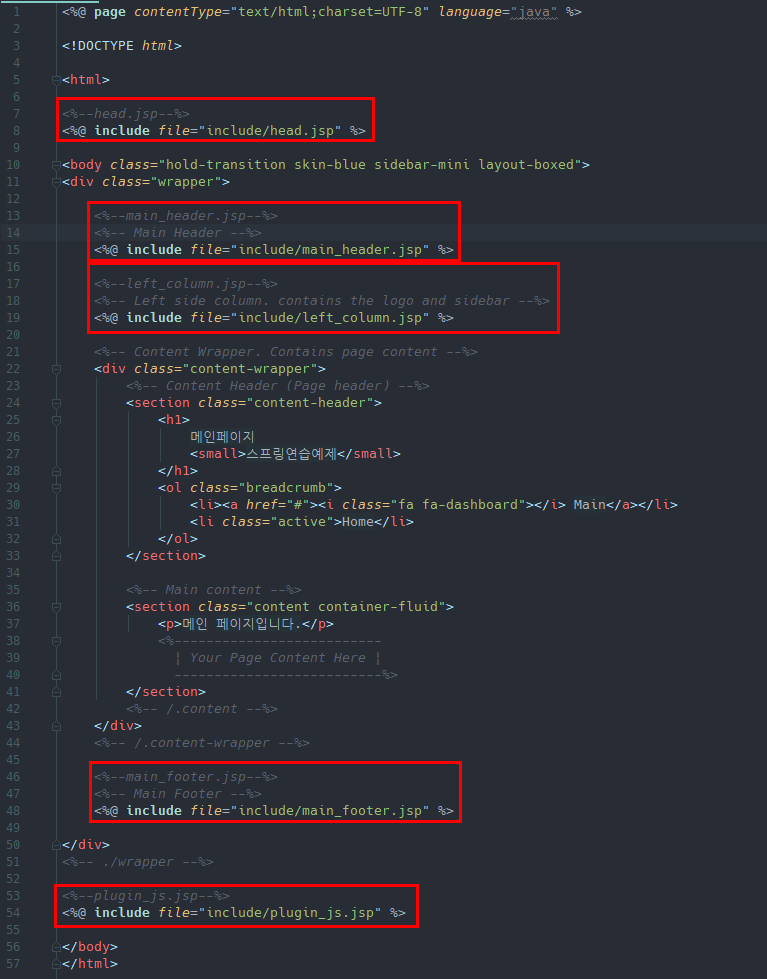 1 <%@ page contentType="text/html;charset=UTF-8" language="java" %>
2
3 <!DOCTYPE html>
4
5 <html>
6
7 <%--head.jsp--%>
8 <%@ include file="include/head.jsp" %>
9
10 <body class="hold-transition skin-blue sidebar-mini layout-boxed">
11 <div class="wrapper">
12
13 <%--main_header.jsp--%>
14 <%-- Main Header --%>
15 <%@ include file="include/main_header.jsp" %>
16
17 <%--left_column.jsp--%>
18 <%-- Left side column. contains the logo and sidebar --%>
19 <%@ include file="include/left_column.jsp" %>
20
21 <%-- Content Wrapper. Contains page content --%>
22 <div class="content-wrapper">
23 <%-- Content Header (Page header) --%>
24 <section class="content-header">
25 <h1>
26 메인페이지
27 <small>스프링연습예제</small>
28 </h1>
29 <ol class="breadcrumb">
30 <li><a href="#"><i class="fa fa-dashboard"></i> Main</a></li>
31 <li class="active">Home</li>
32 </ol>
33 </section>
34
35 <%-- Main content --%>
36 <section class="content container-fluid">
37 <p>메인 페이지입니다.</p>
38 <%--------------------------
39 | Your Page Content Here |
40 --------------------------%>
41 </section>
42 <%-- /.content --%>
43 </div>
44 <%-- /.content-wrapper --%>
45
46 <%--main_footer.jsp--%>
47 <%-- Main Footer --%>
48 <%@ include file="include/main_footer.jsp" %>
49
50 </div>
51 <%-- ./wrapper --%>
52
53 <%--plugin_js.jsp--%>
54 <%@ include file="include/plugin_js.jsp" %>
55
56 </body>
57 </html>